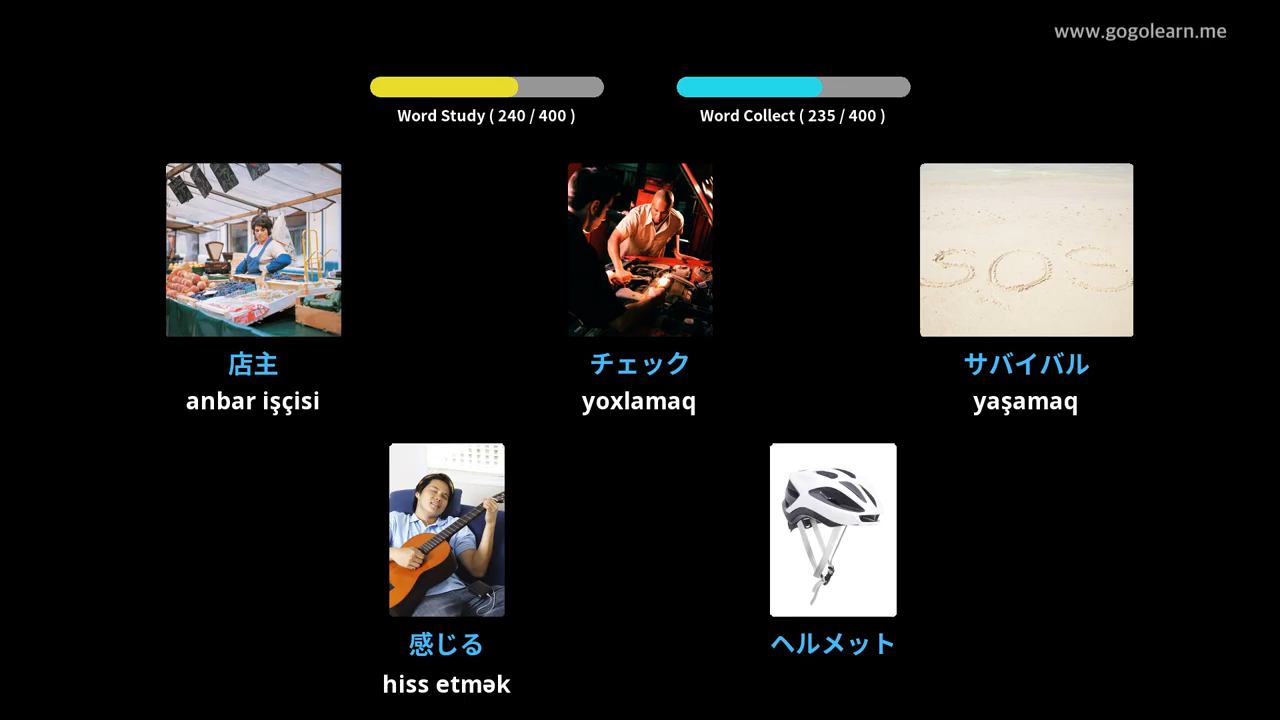 www.gogolearn.me
Word Study ( 240 / 400 )
Word Collect ( 235 / 400 )
SOS
店主
anbar işçisi
チェック
yoxlamaq
サバイバル
yaşamaq
感じる
hiss etmək
ヘルメット